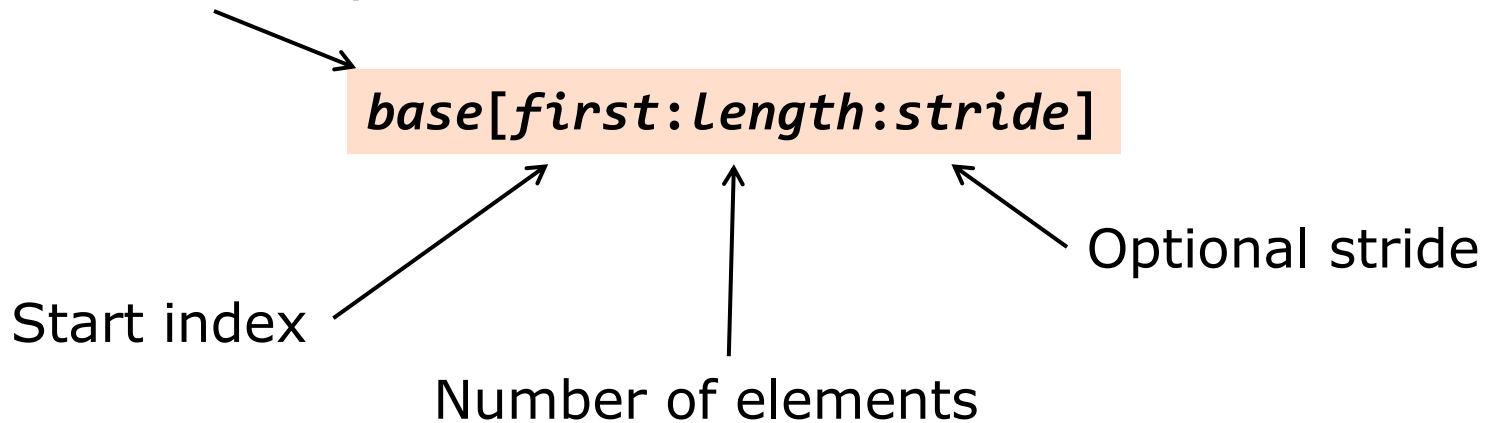 base[first:length:stride]
Optional stride
Start index
Number of elements